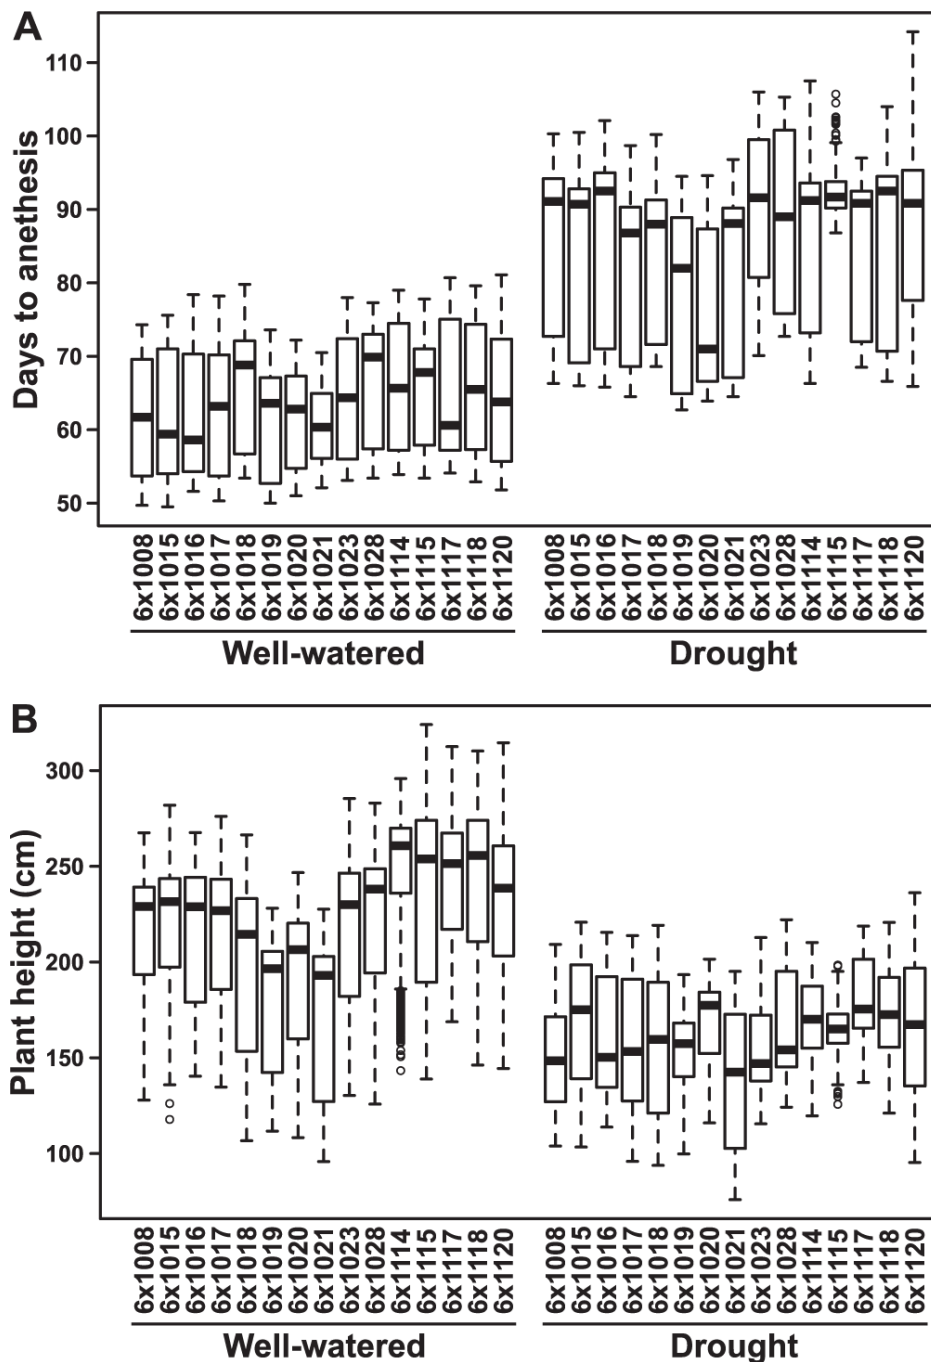 A
Days to anethesis
110
100
90
80
70
60
50
6x1008
6x1015
6x1016
6x1017
6x1018
6x1019
6x1020
6x1021
6x1023
6x1028
6x1114
6x1115
6x1117
6x1118
6x1120
6x1008
6x1015
6x1016
6x1017
6x1018
6x1019
6x1020
6x1021
6x1023
6x1028
6x1114
6x1115
6x1117
6x1118
6x1120
Well-watered
Drought
B
Plant height (cm)
300
250
200
150
100
6x1008
6x1015
6x1016
6x1017
6x1018
6x1019
6x1020
6x1021
6x1023
6x1028
6x1114
6x1115
6x1117
6x1118
6x1120
6x1008
6x1015
6x1016
6x1017
6x1018
6x1019
6x1020
6x1021
6x1023
6x1028
6x1114
6x1115
6x1117
6x1118
6x1120
Well-watered
Drought